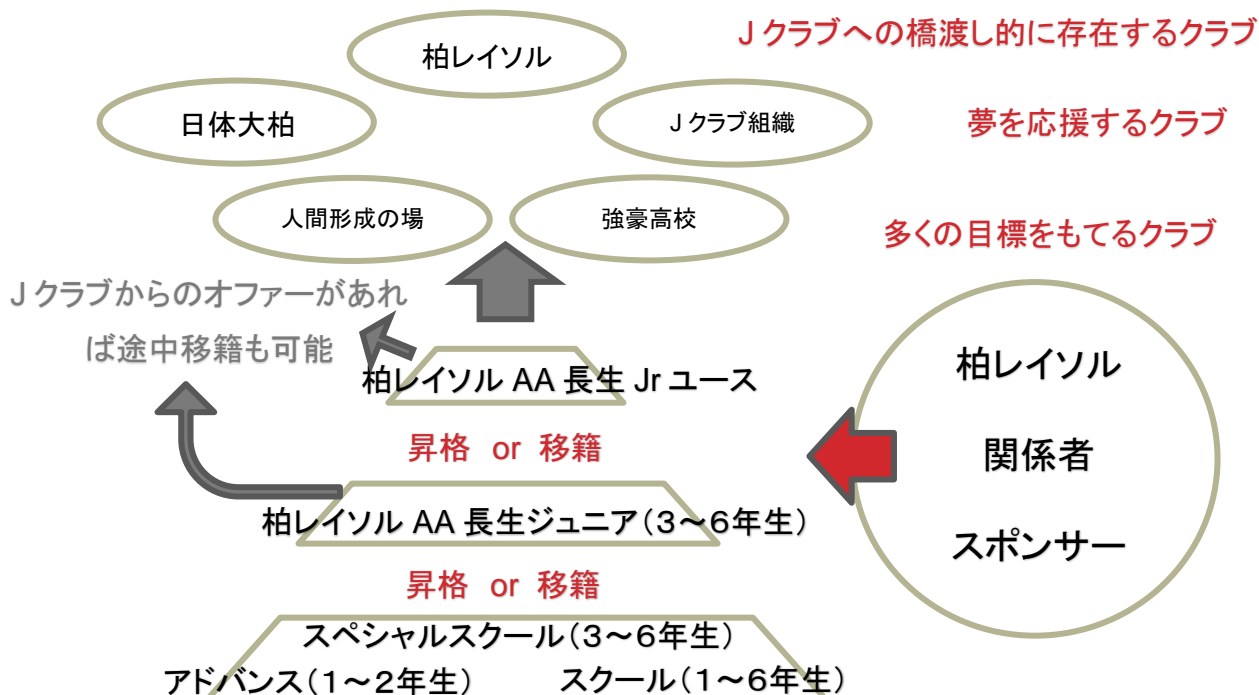 Jクラブへの橋渡し的に存在するクラブ
柏レイソル
日体大柏
Jクラブ組織
夢を応援するクラブ
人間形成の場
強豪高校
多くの目標をもてるクラブ
Jクラブからのオファーがあれ
ば途中移籍も可能
柏レイソル AA 長生 Jr ユース
昇格 or 移籍
柏レイソル AA 長生ジュニア(3~6年生)
昇格 or 移籍
スペシャルスクール(3~6年生)
アドバンス(1~2年生)
スクール(1~6年生)
柏レイソル
関係者
スポンサー